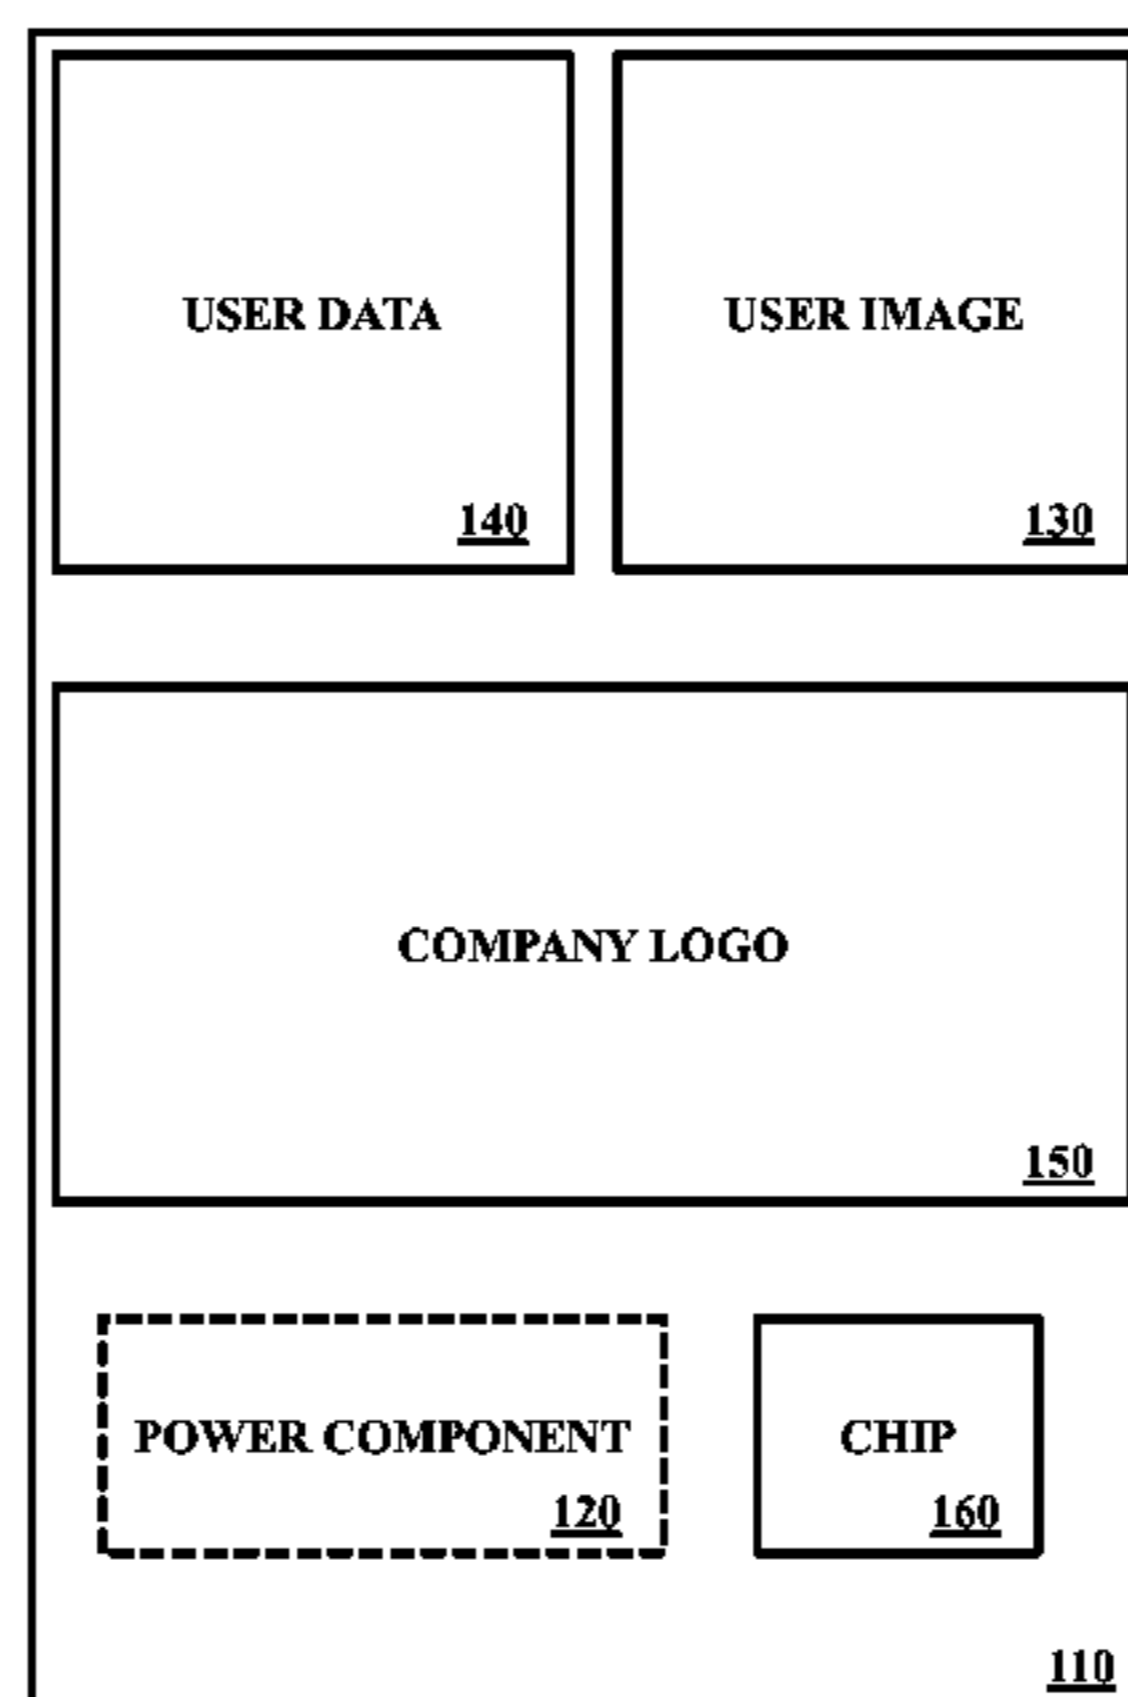 USER DATA
140
USER IMAGE
130
COMPANY LOGO
150
POWER COMPONENT
120
CHIP
160
110